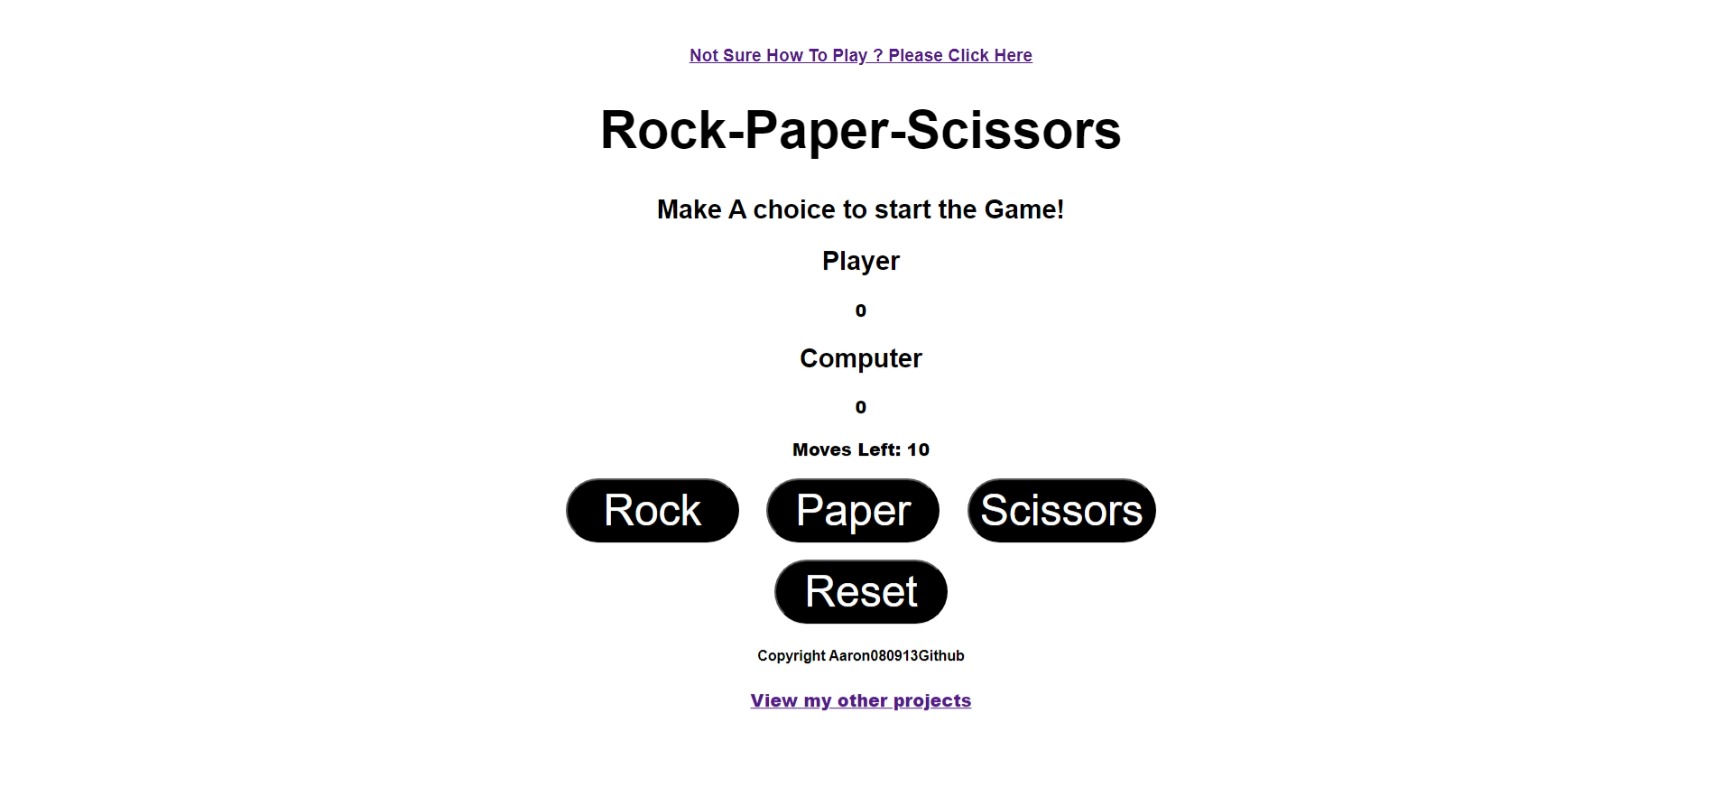 Not Sure How To Play ? Please Click Here
Rock-Paper-Scissors
Make A choice to start the Game!
Player
0
Computer
0
Moves Left: 10
Rock Paper Scissors
Reset
Copyright Aaron080913Github
View my other projects